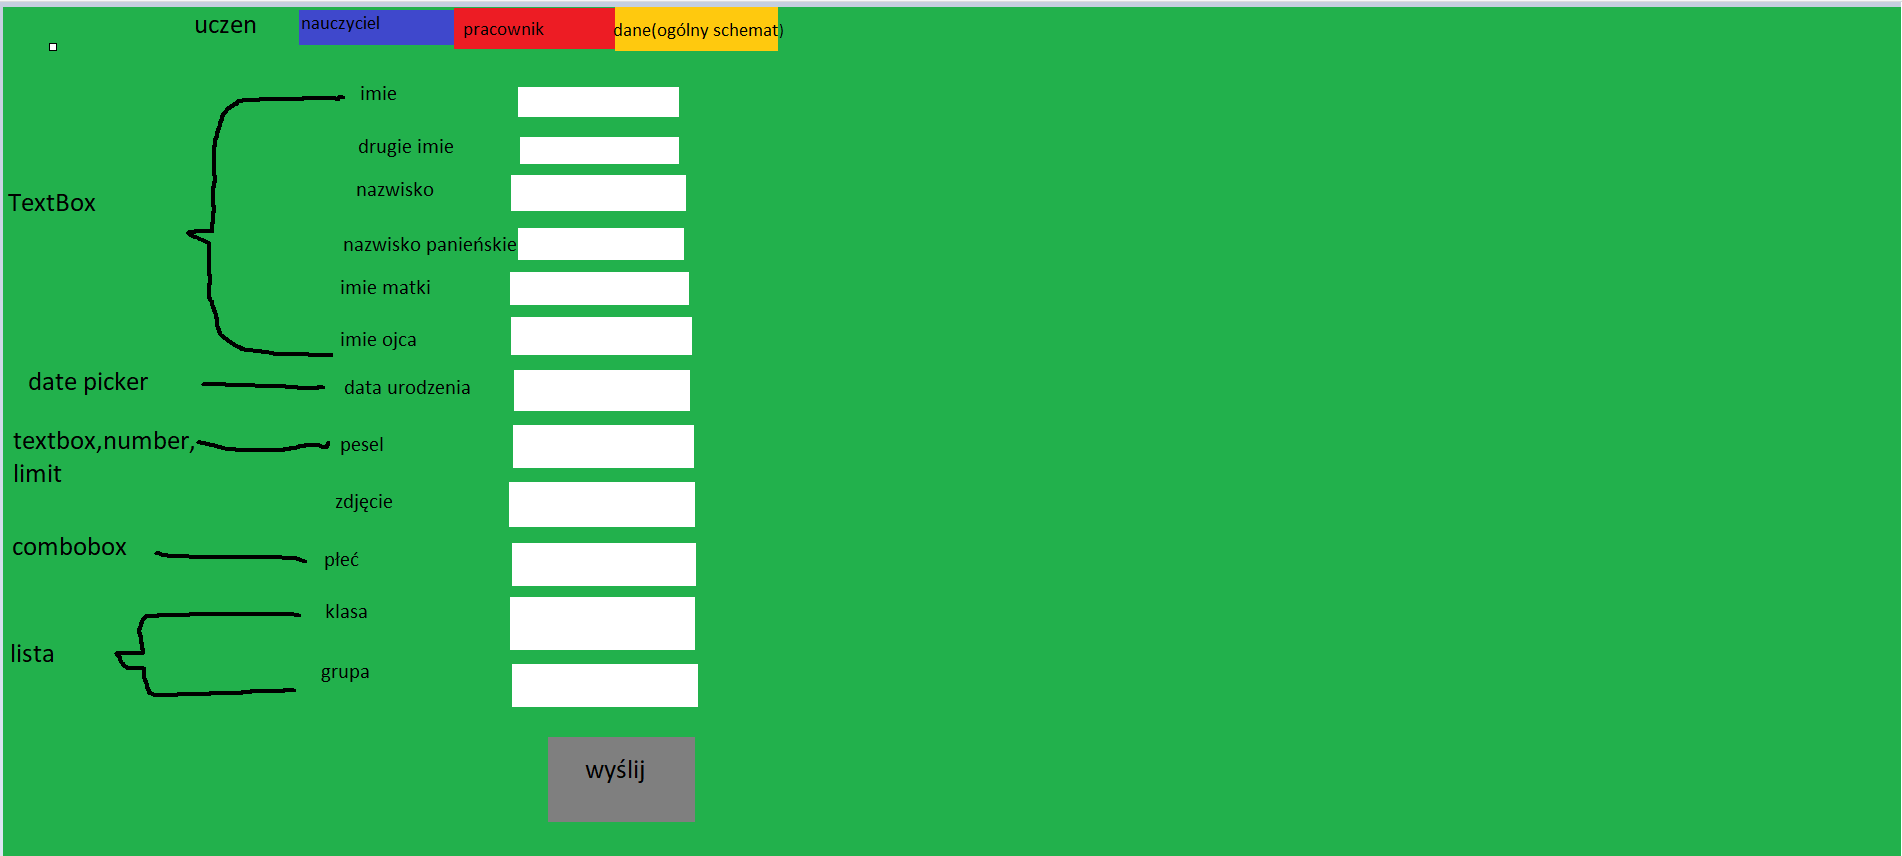 uczen
nauczyciel
pracownik
dane(ogólny schemat)
imie
drugie imie
nazwisko
TextBox
nazwisko panieńskie
imie matki
imie ojca
date picker
data urodzenia
textbox,number,
limit
pesel
zdjęcie
combobox
płeć
klasa
lista
grupa
wyślij